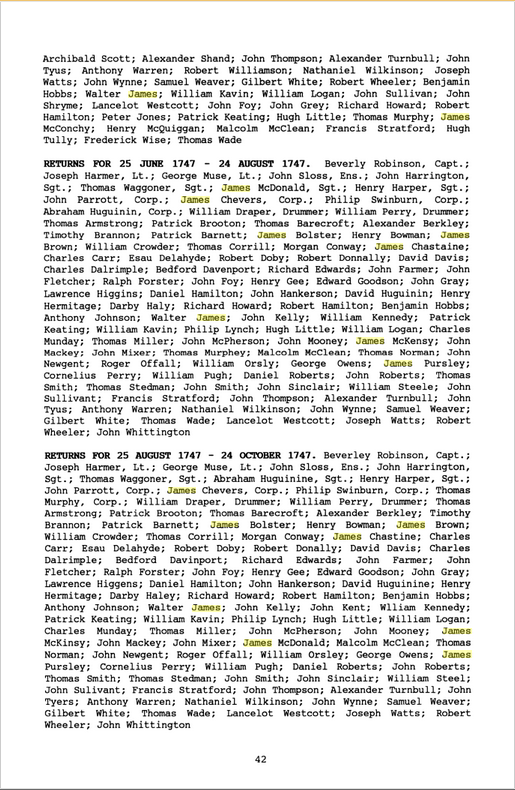 Archibald Scott; Alexander Shand; John Thompson; Alexander Turnbull; John
Tyus; Anthony Warren; Robert Williamson; Nathaniel Wilkinson; Joseph
Watts; John Wynne; Samuel Weaver; Gilbert White; Robert Wheeler; Benjamin
Hobbs; Walter James; William Kavin; William Logan; John Sullivan; John
Shryme; Lancelot Westcott; John Foy; John Grey; Richard Howard; Robert
Hamilton; Peter Jones; Patrick Keating; Hugh Little; Thomas Murphy; James
McConchy; Henry McQuiggan; Malcolm McClean; Francis Stratford; Hugh
Tully; Frederick Wise; Thomas Wade
RETURNS FOR 25 JUNE 1747 - 24 AUGUST 1747. Beverly Robinson, Capt.;
Joseph Harmer, Lt.; George Muse, Lt.; John Sloss, Ens.; John Harrington,
Sgt.; Thomas Waggoner, Sgt.; James McDonald, Sgt.; Henry Harper, Sgt.;
John Parrott, Corp.; James Chevers, Corp.; Philip Swinburn, Corp.;
Abraham Huguinin, Corp.; William Draper, Drummer; William Perry, Drummer;
Thomas Armstrong; Patrick Brooton; Thomas Barecroft; Alexander Berkley;
Timothy Brannon; Patrick Barnett; James Bolster; Henry Bowman; James
Brown; William Crowder; Thomas Corrill; Morgan Conway; James Chastaine;
Charles Carr; Esau Delahyde; Robert Doby; Robert Donnally; David Davis;
Charles Dalrimple; Bedford Davenport; Richard Edwards; John Farmer; John
Fletcher; Ralph Forster; John Foy; Henry Gee; Edward Goodson; John Gray;
Lawrence Higgins; Daniel Hamilton; John Hankerson; David Huguinin; Henry
Hermitage; Darby Haly; Richard Howard; Robert Hamilton; Benjamin Hobbs;
Anthony Johnson; Walter James; John Kelly; William Kennedy; Patrick
Keating; William Kavin; Philip Lynch; Hugh Little; William Logan; Charles
Munday; Thomas Miller; John McPherson; John Mooney; James McKensy; John
Mackey; John Mixer; Thomas Murphey; Malcolm McClean; Thomas Norman; John
Newgent; Roger Offall; William Orsly; George Owens; James Pursley;
Cornelius Perry; William Pugh; Daniel Roberts; John Roberts; Thomas
Smith; Thomas Stedman; John Smith; John Sinclair; William Steele; John
Sullivant; Francis Stratford; John Thompson; Alexander Turnbull; John
Tyus; Anthony Warren; Nathaniel Wilkinson; John Wynne; Samuel Weaver;
Gilbert White; Thomas Wade; Lancelot Westcott; Joseph Watts; Robert
Wheeler; John Whittington
RETURNS FOR 25 AUGUST 1747 - 24 OCTOBER 1747. Beverley Robinson, Capt.;
Joseph Harmer, Lt.; George Muse, Lt.; John Sloss, Ens.; John Harrington,
Sgt.; Thomas Waggoner, Sgt.; Abraham Huguinine, Sgt.; Henry Harper, Sgt.;
John Parrott, Corp.; James Chevers, Corp.; Philip Swinburn, Corp.; Thomas
Murphy, Corp.; William Draper, Drummer; William Perry, Drummer; Thomas
Armstrong; Patrick Brooton; Thomas Barecroft; Alexander Berkley; Timothy
Brannon; Patrick Barnett; James Bolster; Henry Bowman; James Brown;
William Crowder; Thomas Corrill; Morgan Conway; James Chastine; Charles
Carr; Esau Delahyde; Robert Doby; Robert Donally; David Davis; Charles
Dalrimple; Bedford Davinport; Richard Edwards; John Farmer; John
Fletcher; Ralph Forster; John Foy; Henry Gee; Edward Goodson; John Gray;
Lawrence Higgens; Daniel Hamilton; John Hankerson; David Huguinine; Henry
Hermitage; Darby Haley; Richard Howard; Robert Hamilton; Benjamin Hobbs;
Anthony Johnson; Walter James; John Kelly; John Kent; Wlliam Kennedy;
Patrick Keating; William Kavin; Philip Lynch; Hugh Little; William Logan;
Charles Munday; Thomas Miller; John McPherson; John Mooney; James
McKinsy; John Mackey; John Mixer; James McDonald; Malcolm McClean; Thomas
Norman; John Newgent; Roger Offall; William Orsley; George Owens; James
Pursley; Cornelius Perry; William Pugh; Daniel Roberts; John Roberts;
Thomas Smith; Thomas Stedman; John Smith; John Sinclair; William Steel;
John Sulivant; Francis Stratford; John Thompson; Alexander Turnbull; John
Tyers; Anthony Warren; Nathaniel Wilkinson; John Wynne; Samuel Weaver;
Gilbert White; Thomas Wade; Lancelot Westcott; Joseph Watts; Robert
Wheeler; John Whittington
42